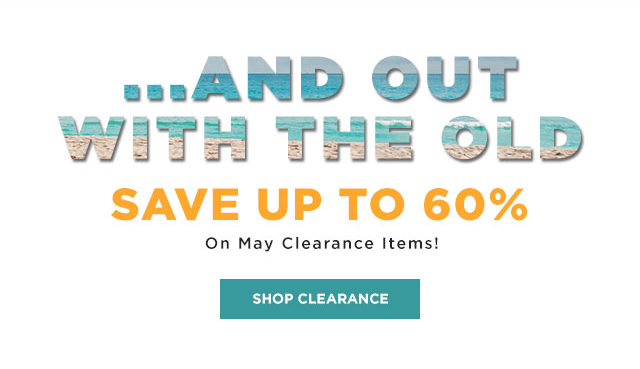 ...AND OUT
WITH THE OLD
SAVE UP TO 60%
On May Clearance Items!
SHOP CLEARANCE